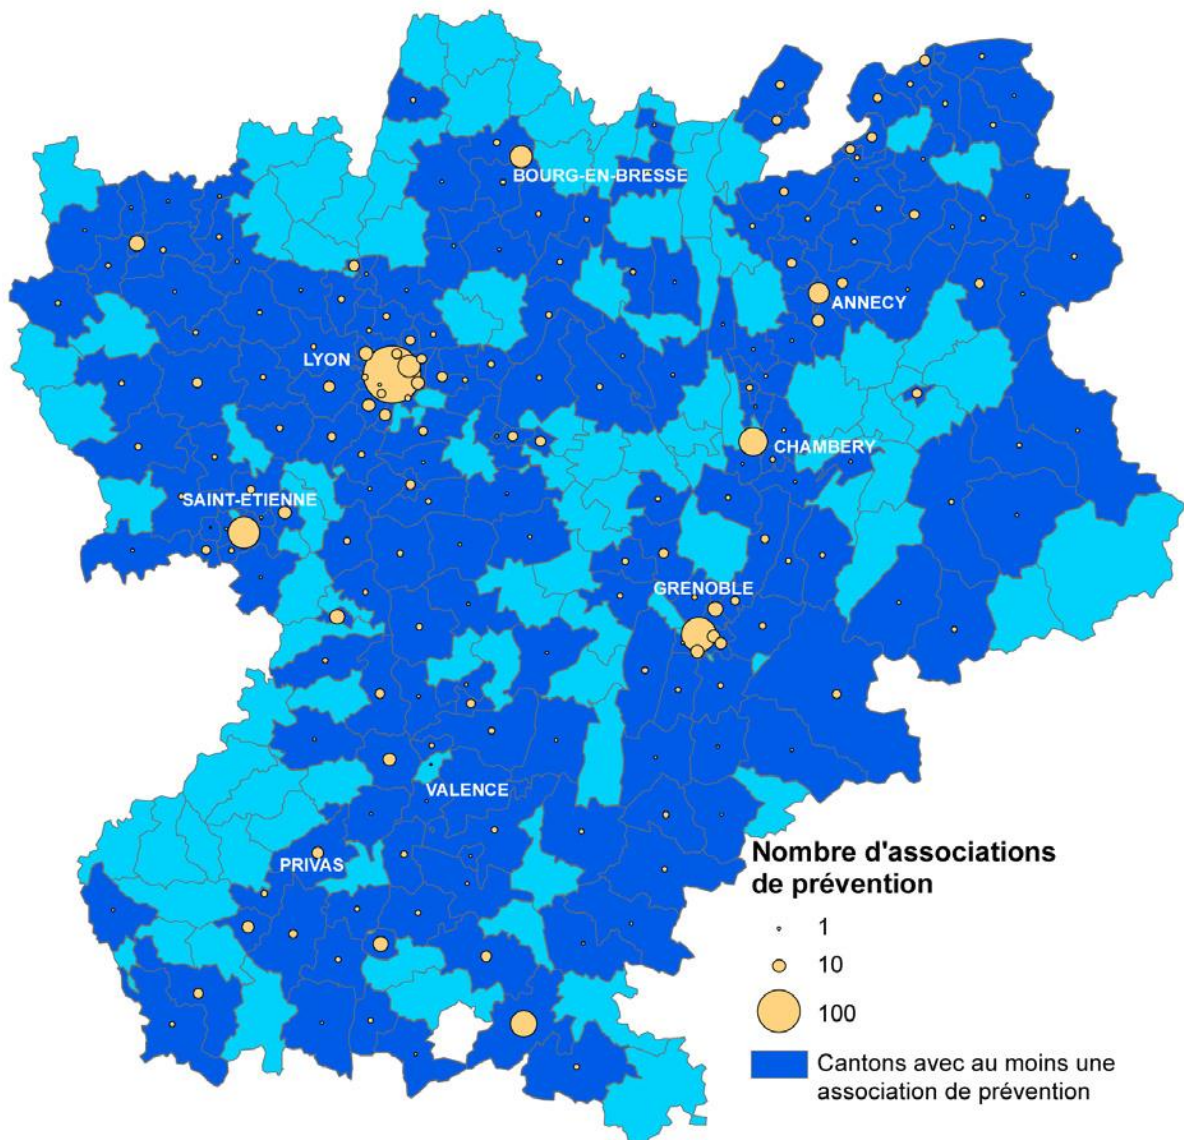 BOURG-EN-BRESSE
ANNECY
LYON
CHAMBERY
SAINT-ETIENNE
GRENOBLE
VALENCE
PRIVAS
Nombre d'associations
de prévention
1
10
100
Cantons avec au moins une
association de prévention